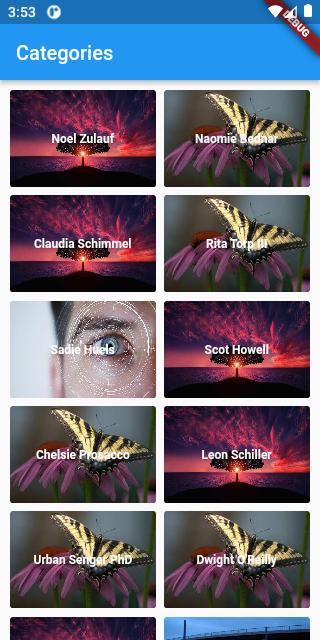 3:53
DEBUG
Categories
Noel Zulauf
Naomie Bednar
Claudia Schimmel
Rita Torp III
Sadie Huels
Scot Howell
Chelsie Prosacco
Leon Schiller
Urban Senger PhD
Dwight O'Reilly